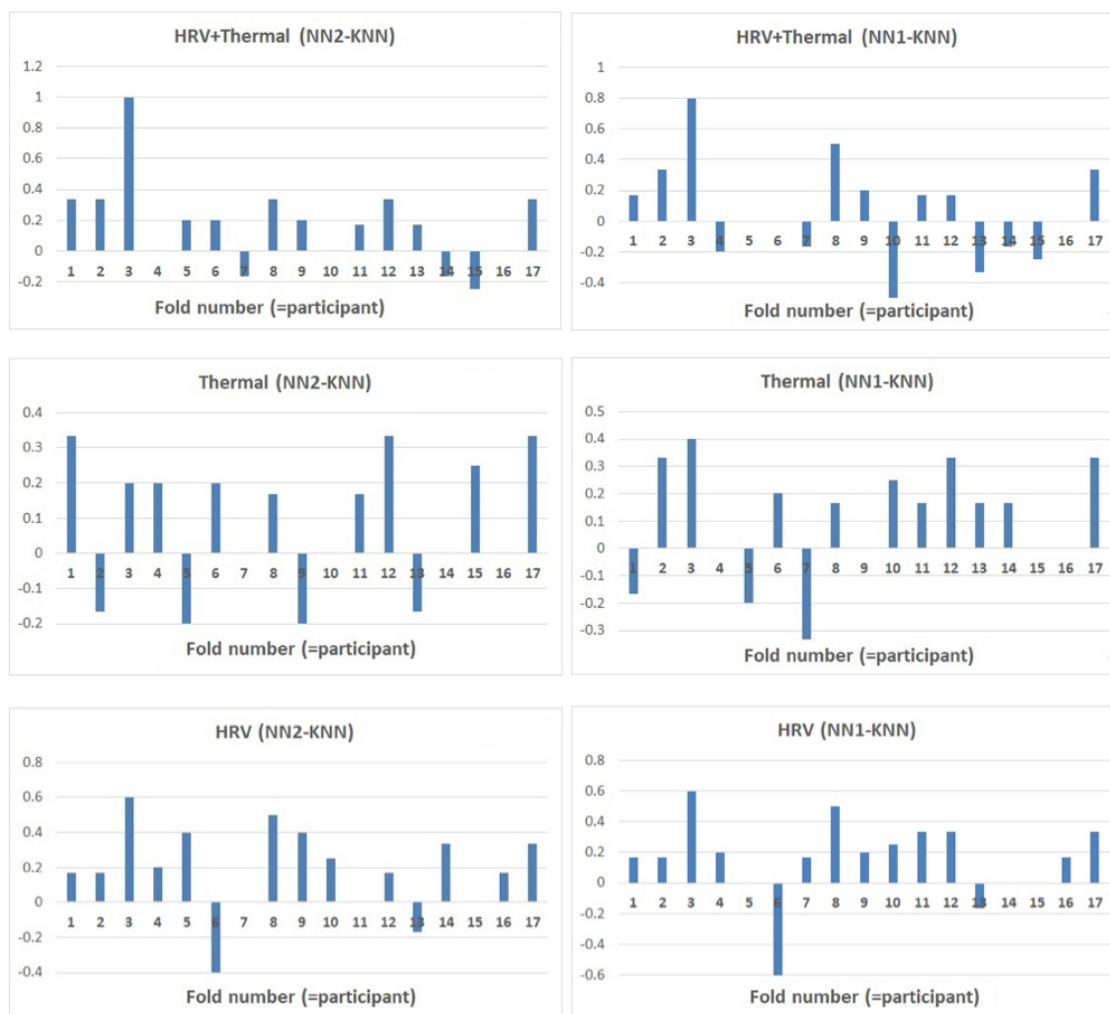 HRV+Thermal (NN2-KNN)
1.2
1
0.8
0.6
0.4
0.2
0
-0.2
1 2 3 4 5 6 7 8 9 10 11 12 13 14 15 16 17
Fold number (=participant)
HRV+Thermal (NN1-KNN)
1
0.8
0.6
0.4
0.2
0
-0.2
-0.4
1 2 3 4 5 6 7 8 9 10 11 12 13 14 15 16 17
Fold number (=participant)
Thermal (NN2-KNN)
0.4
0.3
0.2
0.1
0
-0.1
-0.2
1 2 3 4 5 6 7 8 9 10 11 12 13 14 15 16 17
Fold number (=participant)
Thermal (NN1-KNN)
0.5
0.4
0.3
0.2
0.1
0
-0.1
-0.2
-0.3
1 2 3 4 5 6 7 8 9 10 11 12 13 14 15 16 17
Fold number (=participant)
HRV (NN2-KNN)
0.8
0.6
0.4
0.2
0
-0.2
-0.4
1 2 3 4 5 6 7 8 9 10 11 12 13 14 15 16 17
Fold number (=participant)
HRV (NN1-KNN)
0.8
0.6
0.4
0.2
0
-0.2
-0.4
-0.6
1 2 3 4 5 6 7 8 9 10 11 12 13 14 15 16 17
Fold number (=participant)